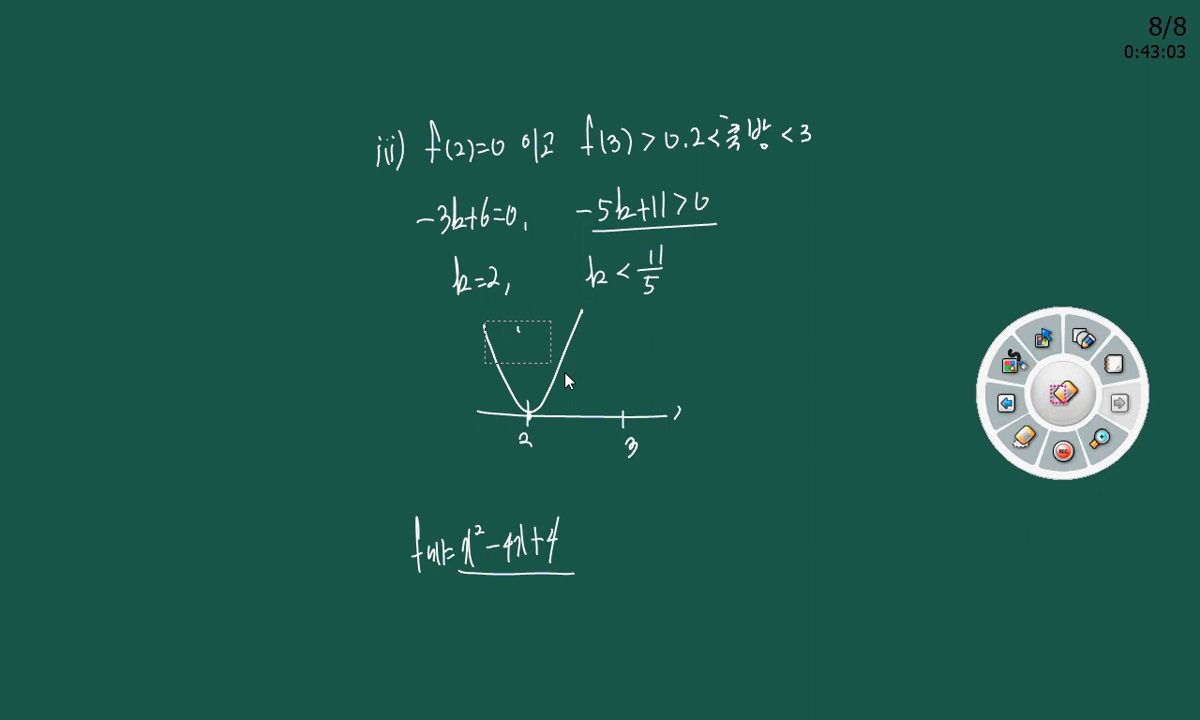 8/8
0:43:03
iii) f(2)=0 이고 f(3)>0. 2<축방<3
-3k+6=0, -5k+11>0
k=2, k<11/5
2 3
f(x)=x²-4x+4
REC